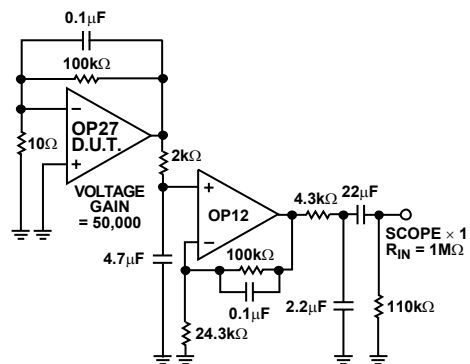 0.1µF
100kΩ
10Ω
−
+
OP27
D.U.T.
VOLTAGE
GAIN
= 50,000
2kΩ
4.7µF
+
−
OP12
100kΩ
0.1µF
24.3kΩ
4.3kΩ
22µF
2.2µF
110kΩ
SCOPE × 1
RIN = 1MΩ